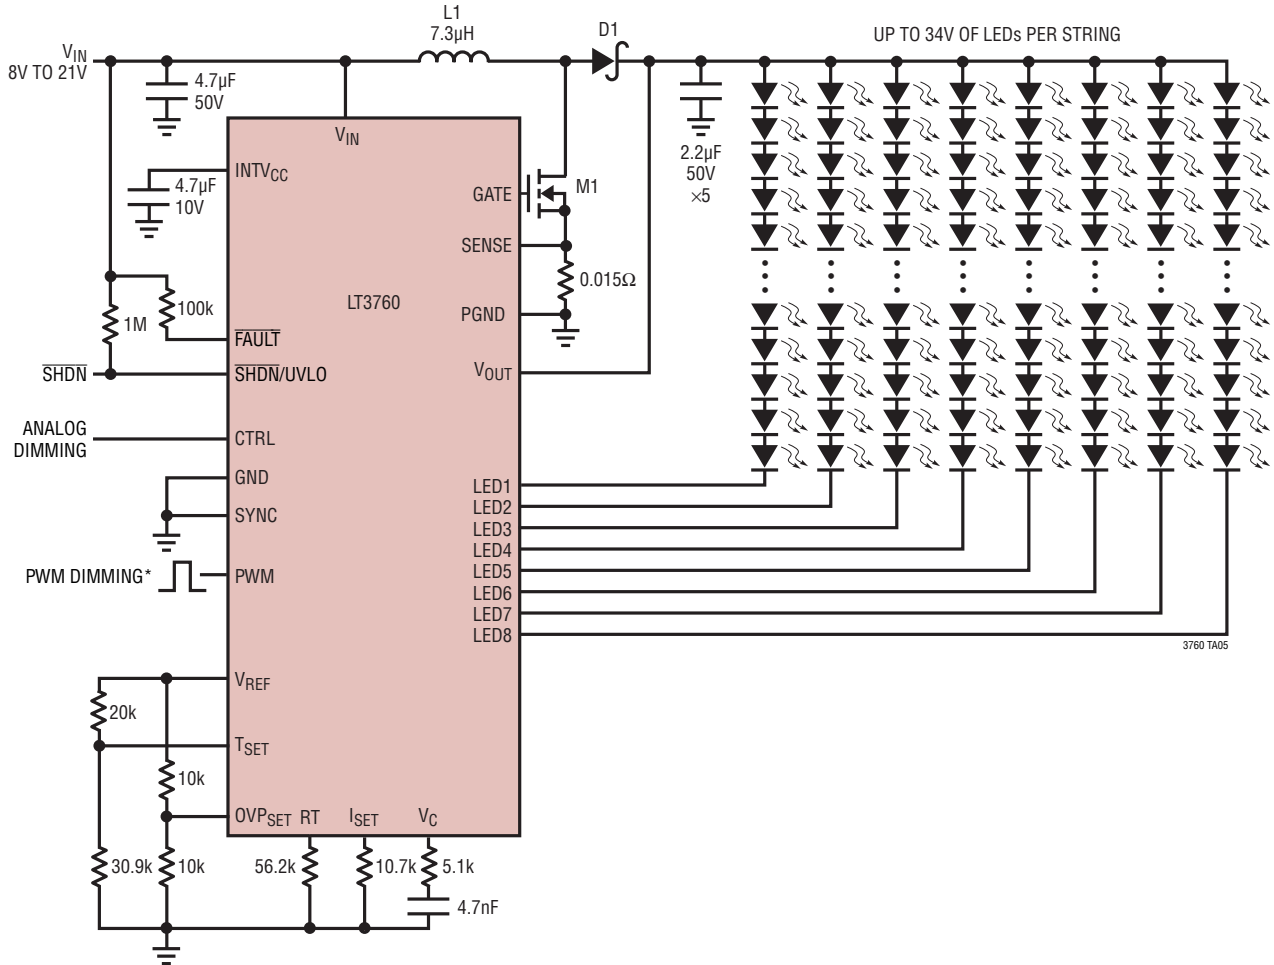 L1
7.3µH
D1
UP TO 34V OF LEDs PER STRING
VIN
8V TO 21V
4.7µF
50V
VIN
2.2µF
50V
×5
INTVCC
4.7µF
10V
GATE
M1
SENSE
0.015Ω
LT3760
PGND
100k
1M
FAULT
SHDN
SHDN/UVLO
VOUT
ANALOG
DIMMING
CTRL
GND
SYNC
PWM DIMMING*
PWM
LED1
LED2
LED3
LED4
LED5
LED6
LED7
LED8
3760 TA05
VREF
20k
TSET
10k
OVPSET
RT
ISET
VC
30.9k
10k
56.2k
10.7k
5.1k
4.7nF